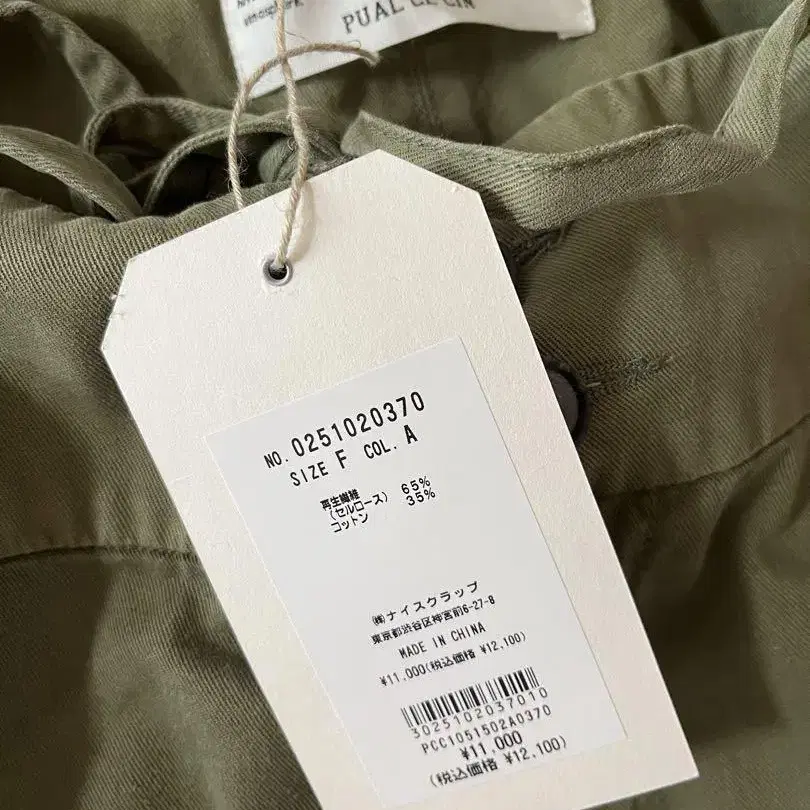 PUAL CE CIN
NO. 0251020370
SIZE F COL. A
再生繊維 65%
(セルロース) 35%
コットン
㈱ナイスクラップ
東京都渋谷区神宮前6-27-8
MADE IN CHINA
¥11,000(税込価格 ¥12,100)
3025102037010
PCC1051502A0370
¥11,000
(税込価格 ¥12,100)